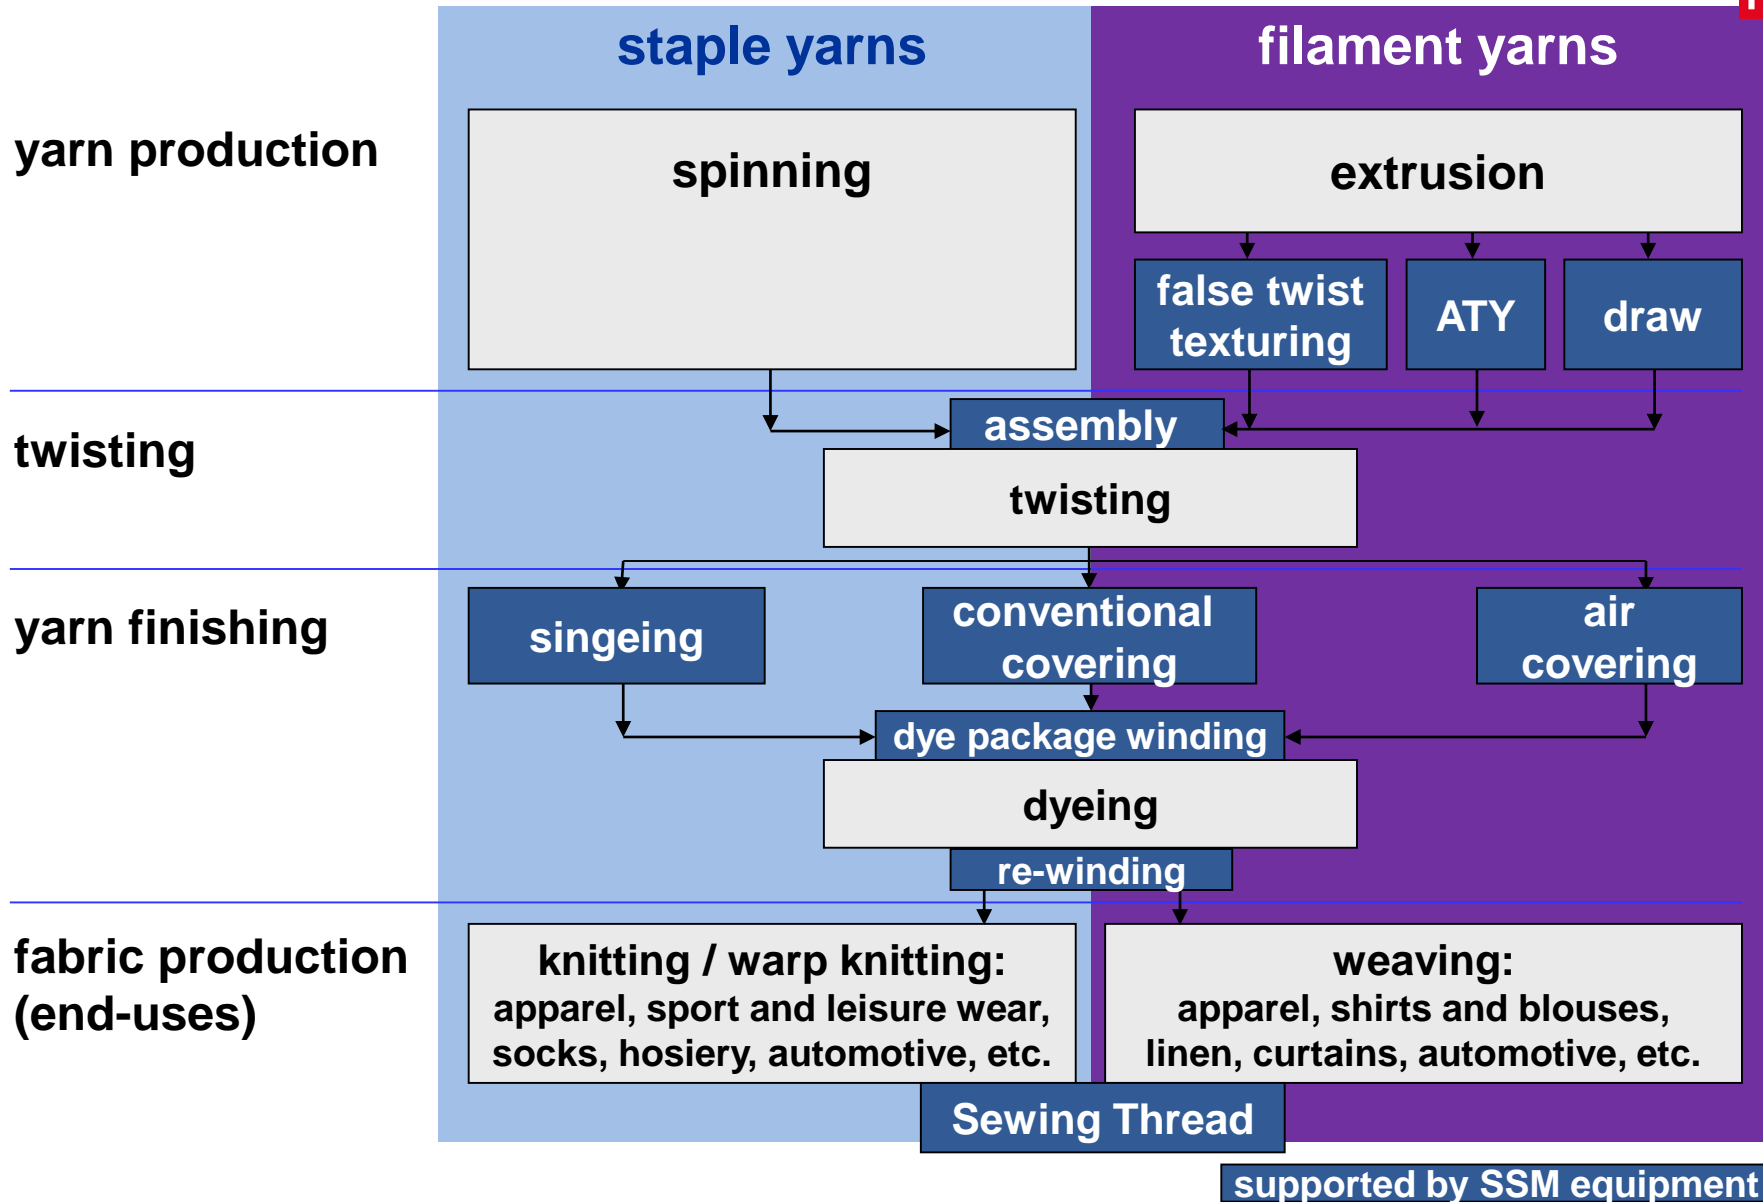 staple yarns
filament yarns
yarn production
spinning
extrusion
false twist
texturing
ATY
draw
twisting
assembly
twisting
yarn finishing
singeing
conventional
covering
air
covering
dye package winding
dyeing
re-winding
fabric production
(end-uses)
knitting / warp knitting:
apparel, sport and leisure wear,
socks, hosiery, automotive, etc.
weaving:
apparel, shirts and blouses,
linen, curtains, automotive, etc.
Sewing Thread
supported by SSM equipment